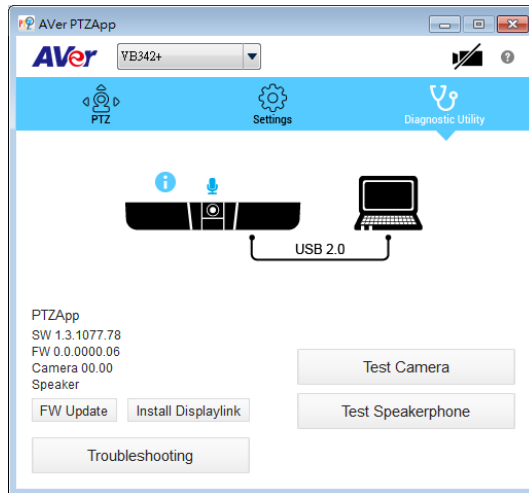 AVer PTZApp
AVer VB342+ ?
PTZ Settings Diagnostic Utility
i
USB 2.0
PTZApp
SW 1.3.1077.78
FW 0.0.0000.06
Camera 00.00
Speaker
Test Camera
FW Update Install Displaylink Test Speakerphone
Troubleshooting